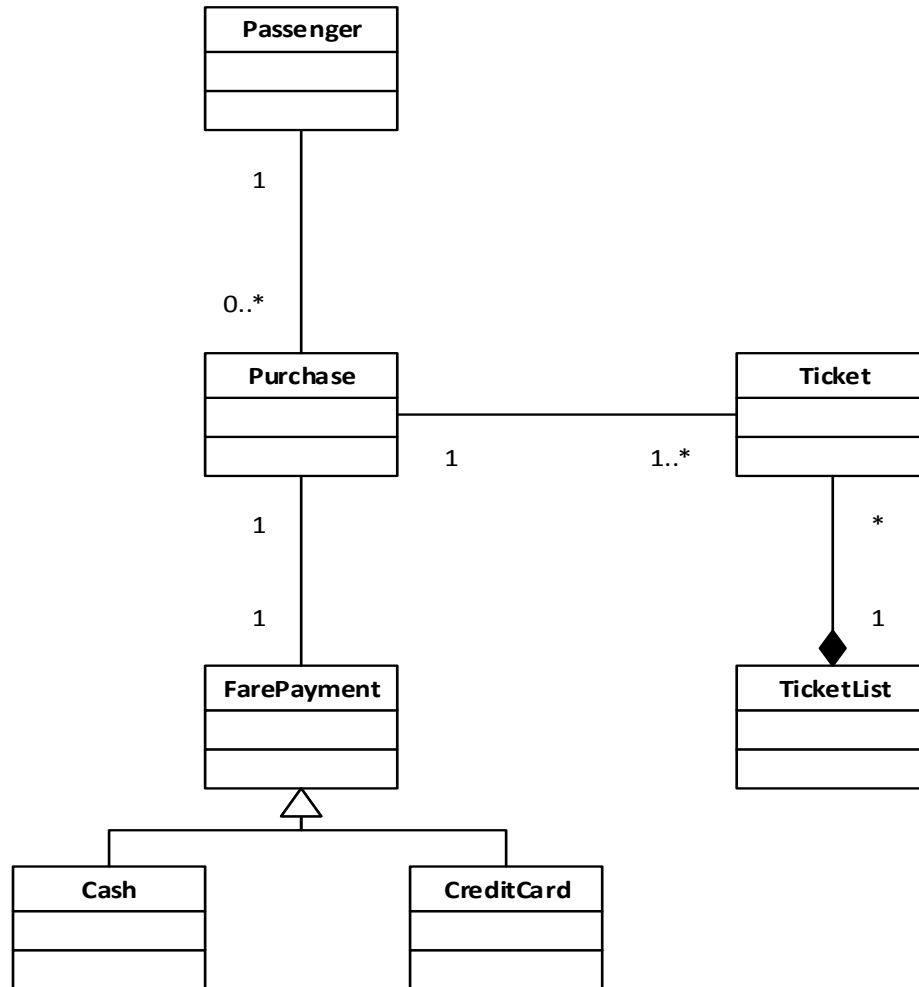 Passenger
1
0..*
Purchase
Ticket
1
1..*
1
*
1
1
FarePayment
TicketList
Cash
CreditCard